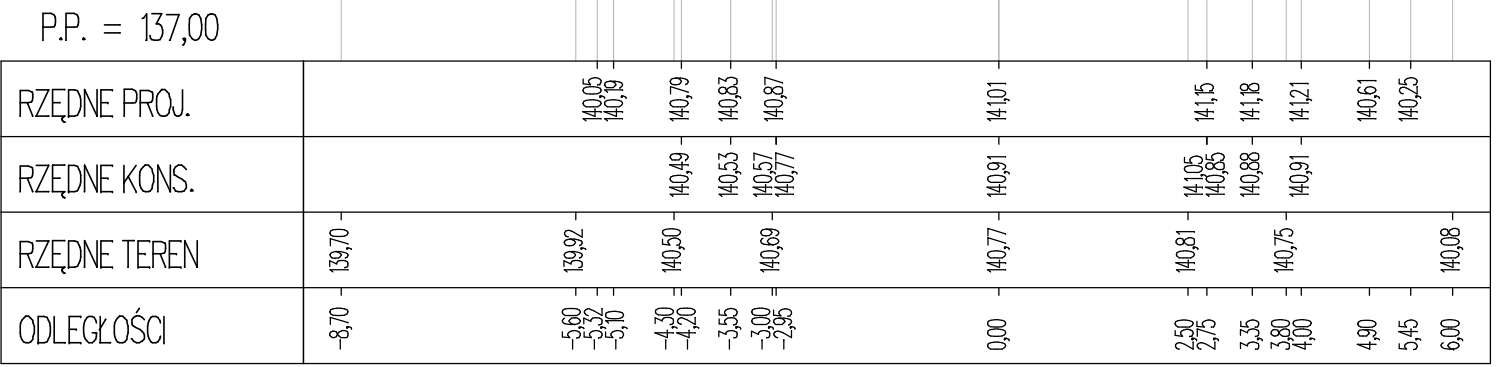 P.P. = 137,00
RZĘDNE PROJ. 140,05 140,19 140,79 140,83 140,87 141,01 141,15 141,18 141,21 140,61 140,25
RZĘDNE KONS. 140,49 140,53 140,57 140,77 140,91 141,05 140,85 140,88 140,91
RZĘDNE TEREN 139,70 139,92 140,50 140,69 140,77 140,81 140,75 140,08
ODLEGŁOŚCI -8,70 -5,60 -5,32 -5,10 -4,30 -4,20 -3,55 -3,00 -2,95 0,00 2,50 2,75 3,35 3,80 4,00 4,90 5,45 6,00